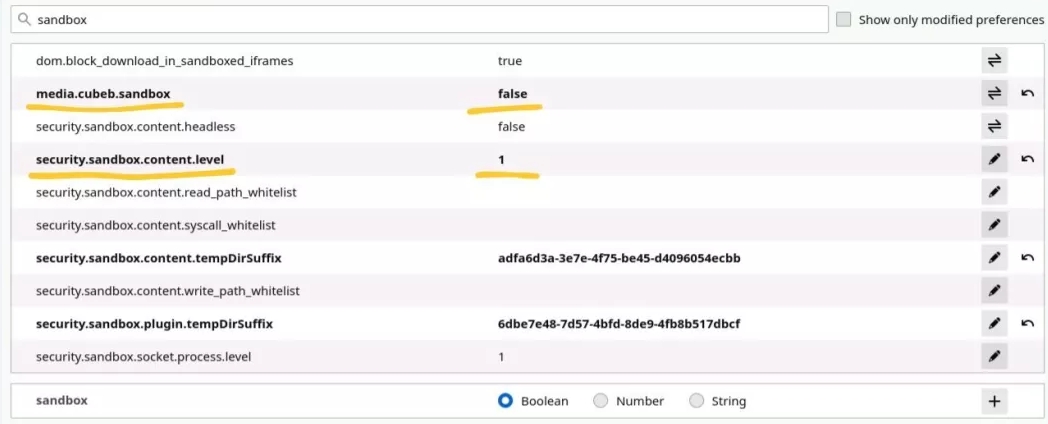 sandbox Show only modified preferences
dom.block_download_in_sandboxed_iframes true
media.cubeb.sandbox false
security.sandbox.content.headless false
security.sandbox.content.level 1
security.sandbox.content.read_path_whitelist
security.sandbox.content.syscall_whitelist
security.sandbox.content.tempDirSuffix adfa6d3a-3e7e-4f75-be45-d4096054ecbb
security.sandbox.content.write_path_whitelist
security.sandbox.plugin.tempDirSuffix 6dbe7e48-7d57-4bfd-8de9-4fb8b517dbcf
security.sandbox.socket.process.level 1
sandbox Boolean Number String